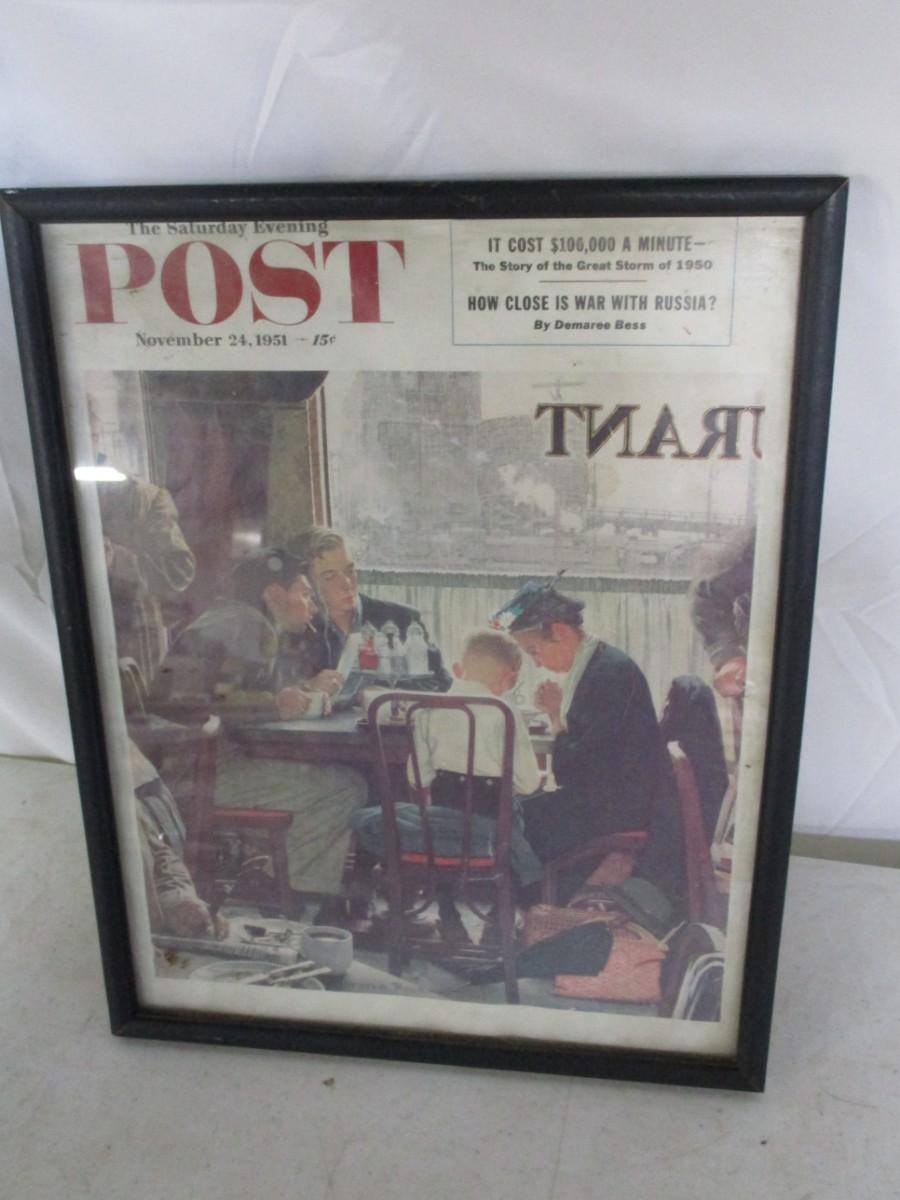 The Saturday Evening
POST
November 24, 1951 – 15¢
IT COST $100,000 A MINUTE—
The Story of the Great Storm of 1950
HOW CLOSE IS WAR WITH RUSSIA?
By Demaree Bess
URANT